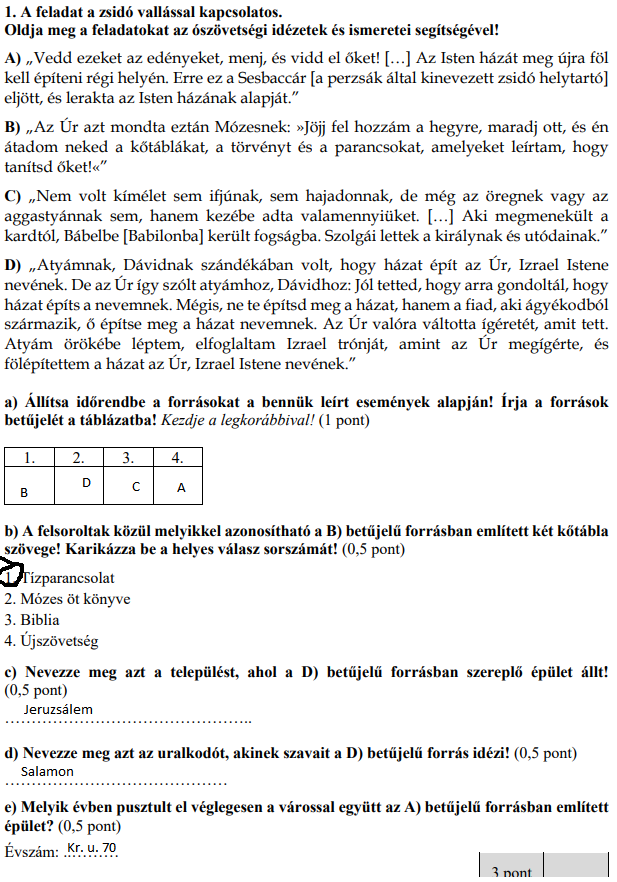 1. A feladat a zsidó vallással kapcsolatos.
Oldja meg a feladatokat az ószövetségi idézetek és ismeretei segítségével!
A) „Vedd ezeket az edényeket, menj, és vidd el őket! […] Az Isten házát meg újra föl
kell építeni régi helyén. Erre ez a Sesbaccár [a perzsák által kinevezett zsidó helytartó]
eljött, és lerakta az Isten házának alapját.”
B) „Az Úr azt mondta eztán Mózesnek: »Jöjj fel hozzám a hegyre, maradj ott, és én
átadom neked a kőtáblákat, a törvényt és a parancsokat, amelyeket leírtam, hogy
tanítsd őket!«”
C) „Nem volt kímélet sem ifjúnak, sem hajadonnak, de még az öregnek vagy az
aggastyánnak sem, hanem kezébe adta valamennyiüket. […] Aki megmenekült a
kardtól, Bábelbe [Babilonba] került fogságba. Szolgái lettek a királynak és utódainak.”
D) „Atyámnak, Dávidnak szándékában volt, hogy házat épít az Úr, Izrael Istene
nevének. De az Úr így szólt atyámhoz, Dávidhoz: Jól tetted, hogy arra gondoltál, hogy
házat építs a nevemnek. Mégis, ne te építsd meg a házat, hanem a fiad, aki ágyékodból
származik, ő építse meg a házat nevemnek. Az Úr valóra váltotta ígéretét, amit tett.
Atyám örökébe léptem, elfoglaltam Izrael trónját, amint az Úr megígérte, és
fölépítettem a házat az Úr, Izrael Istene nevének.”
a) Állítsa időrendbe a forrásokat a bennük leírt események alapján! Írja a források
betűjelét a táblázatba! Kezdje a legkorábbival! (1 pont)
1. 2. 3. 4.
B D C A
b) A felsoroltak közül melyikkel azonosítható a B) betűjelű forrásban említett két kőtábla
szövege! Karikázza be a helyes válasz sorszámát! (0,5 pont)
1. Tízparancsolat
2. Mózes öt könyve
3. Biblia
4. Újszövetség
c) Nevezze meg azt a települést, ahol a D) betűjelű forrásban szereplő épület állt!
(0,5 pont)
Jeruzsálem
d) Nevezze meg azt az uralkodót, akinek szavait a D) betűjelű forrás idézi! (0,5 pont)
Salamon
e) Melyik évben pusztult el véglegesen a várossal együtt az A) betűjelű forrásban említett
épület? (0,5 pont)
Évszám: Kr. u. 70
3 pont